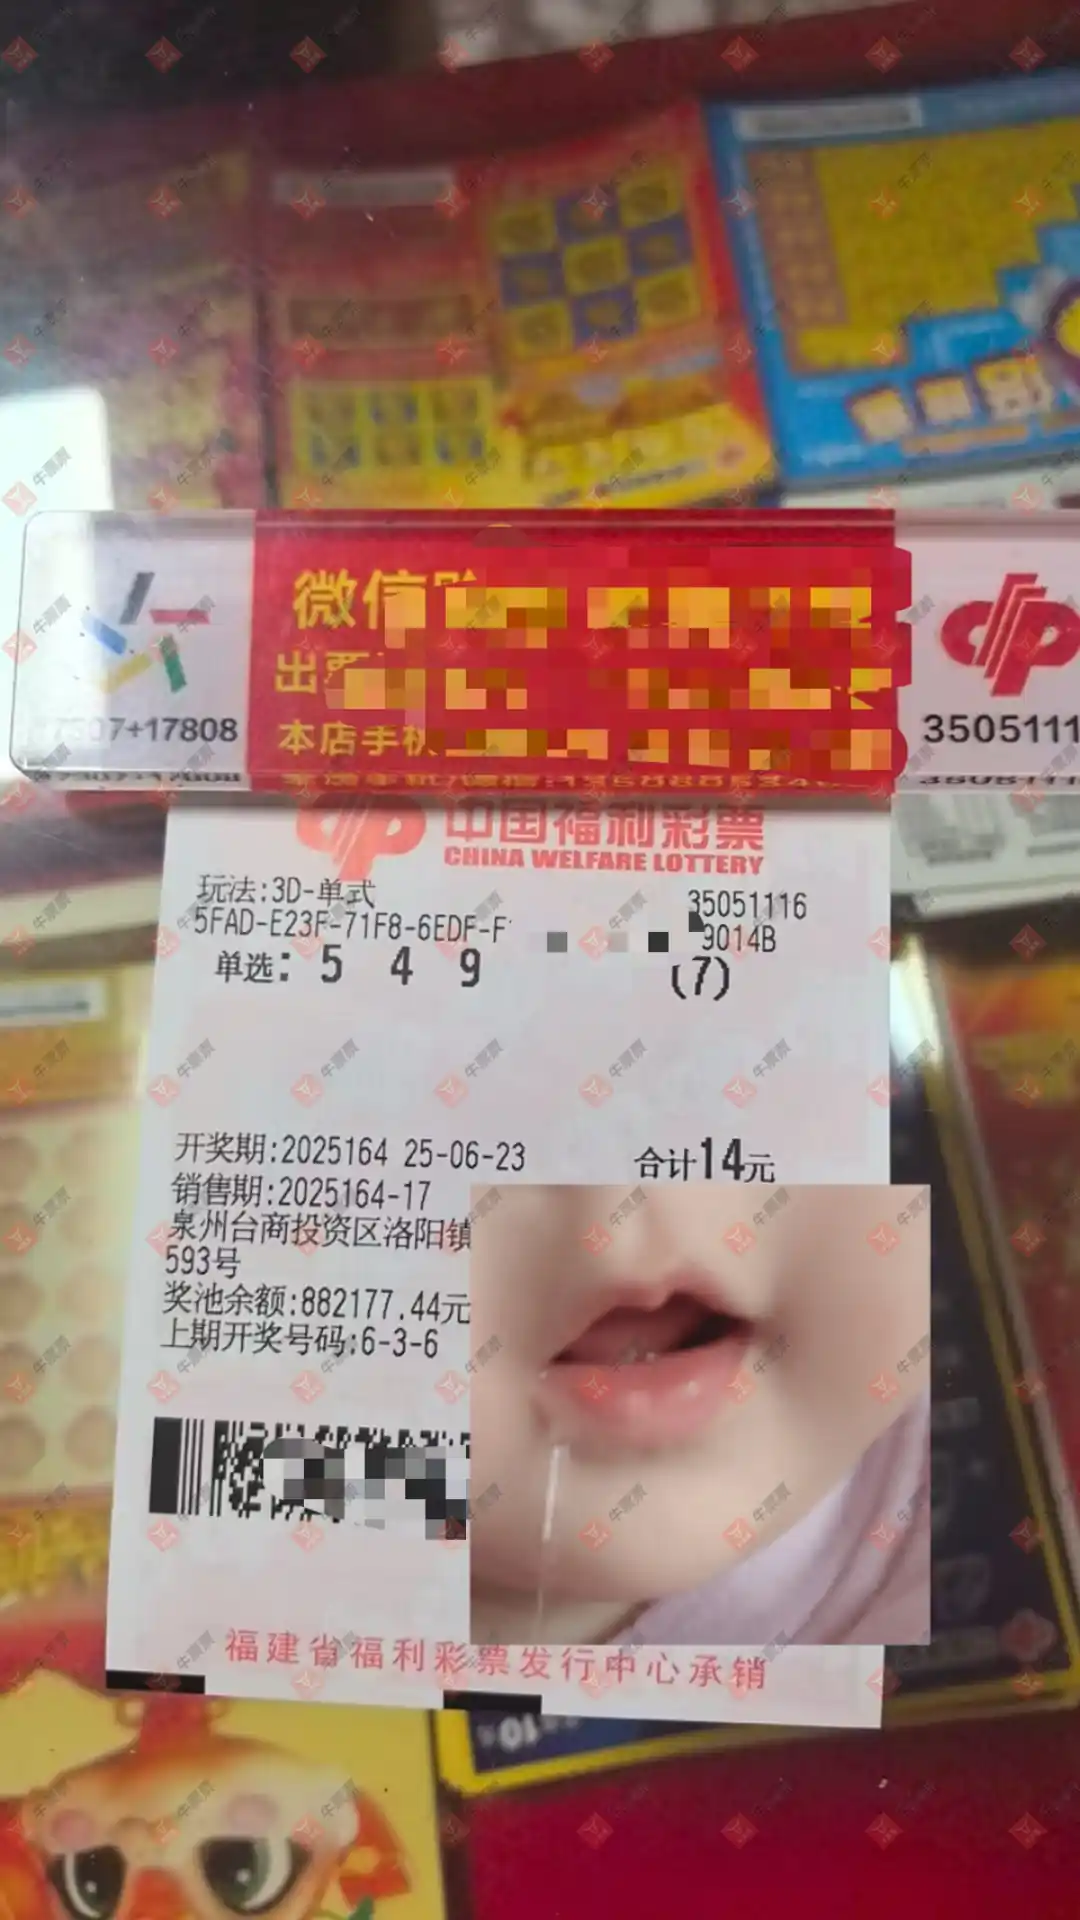 微信
出票
本店手机
17808
3505111
中国福利彩票
CHINA WELFARE LOTTERY
玩法:3D-单式
35051116
5FAD-E23F-71F8-6EDF-F
9014B
单选: 5 4 9
(7)
开奖期:2025164 25-06-23
合计14元
销售期:2025164-17
泉州台商投资区洛阳镇
593号
奖池余额:882177.44元
上期开奖号码:6-3-6
福建省福利彩票发行中心承销
牛票票